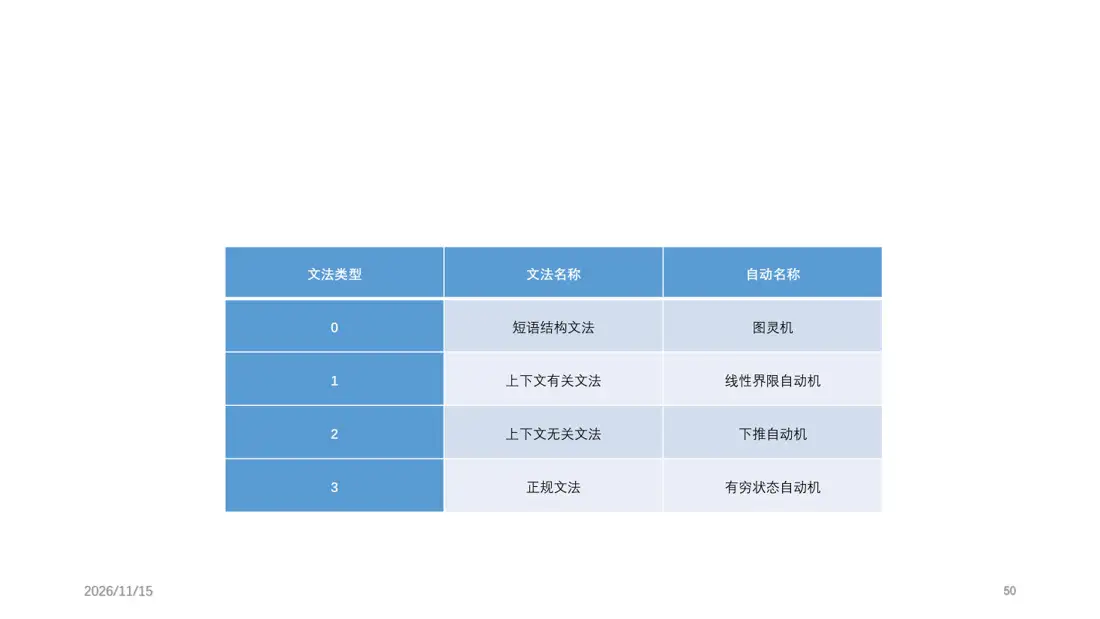 文法类型 文法名称 自动名称
0 短语结构文法 图灵机
1 上下文有关文法 线性界限自动机
2 上下文无关文法 下推自动机
3 正规文法 有穷状态自动机
2026/11/15 50